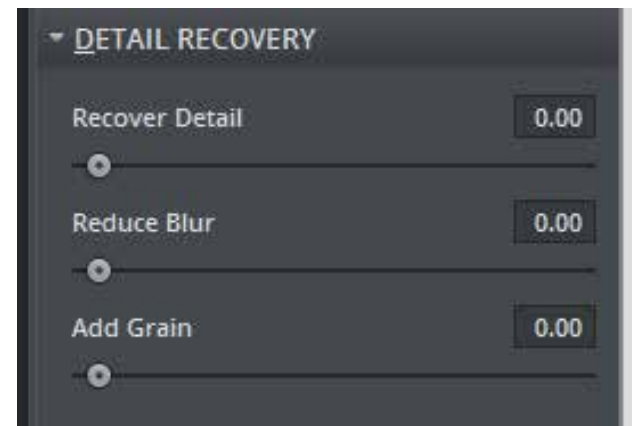 DETAIL RECOVERY
Recover Detail 0.00
Reduce Blur 0.00
Add Grain 0.00